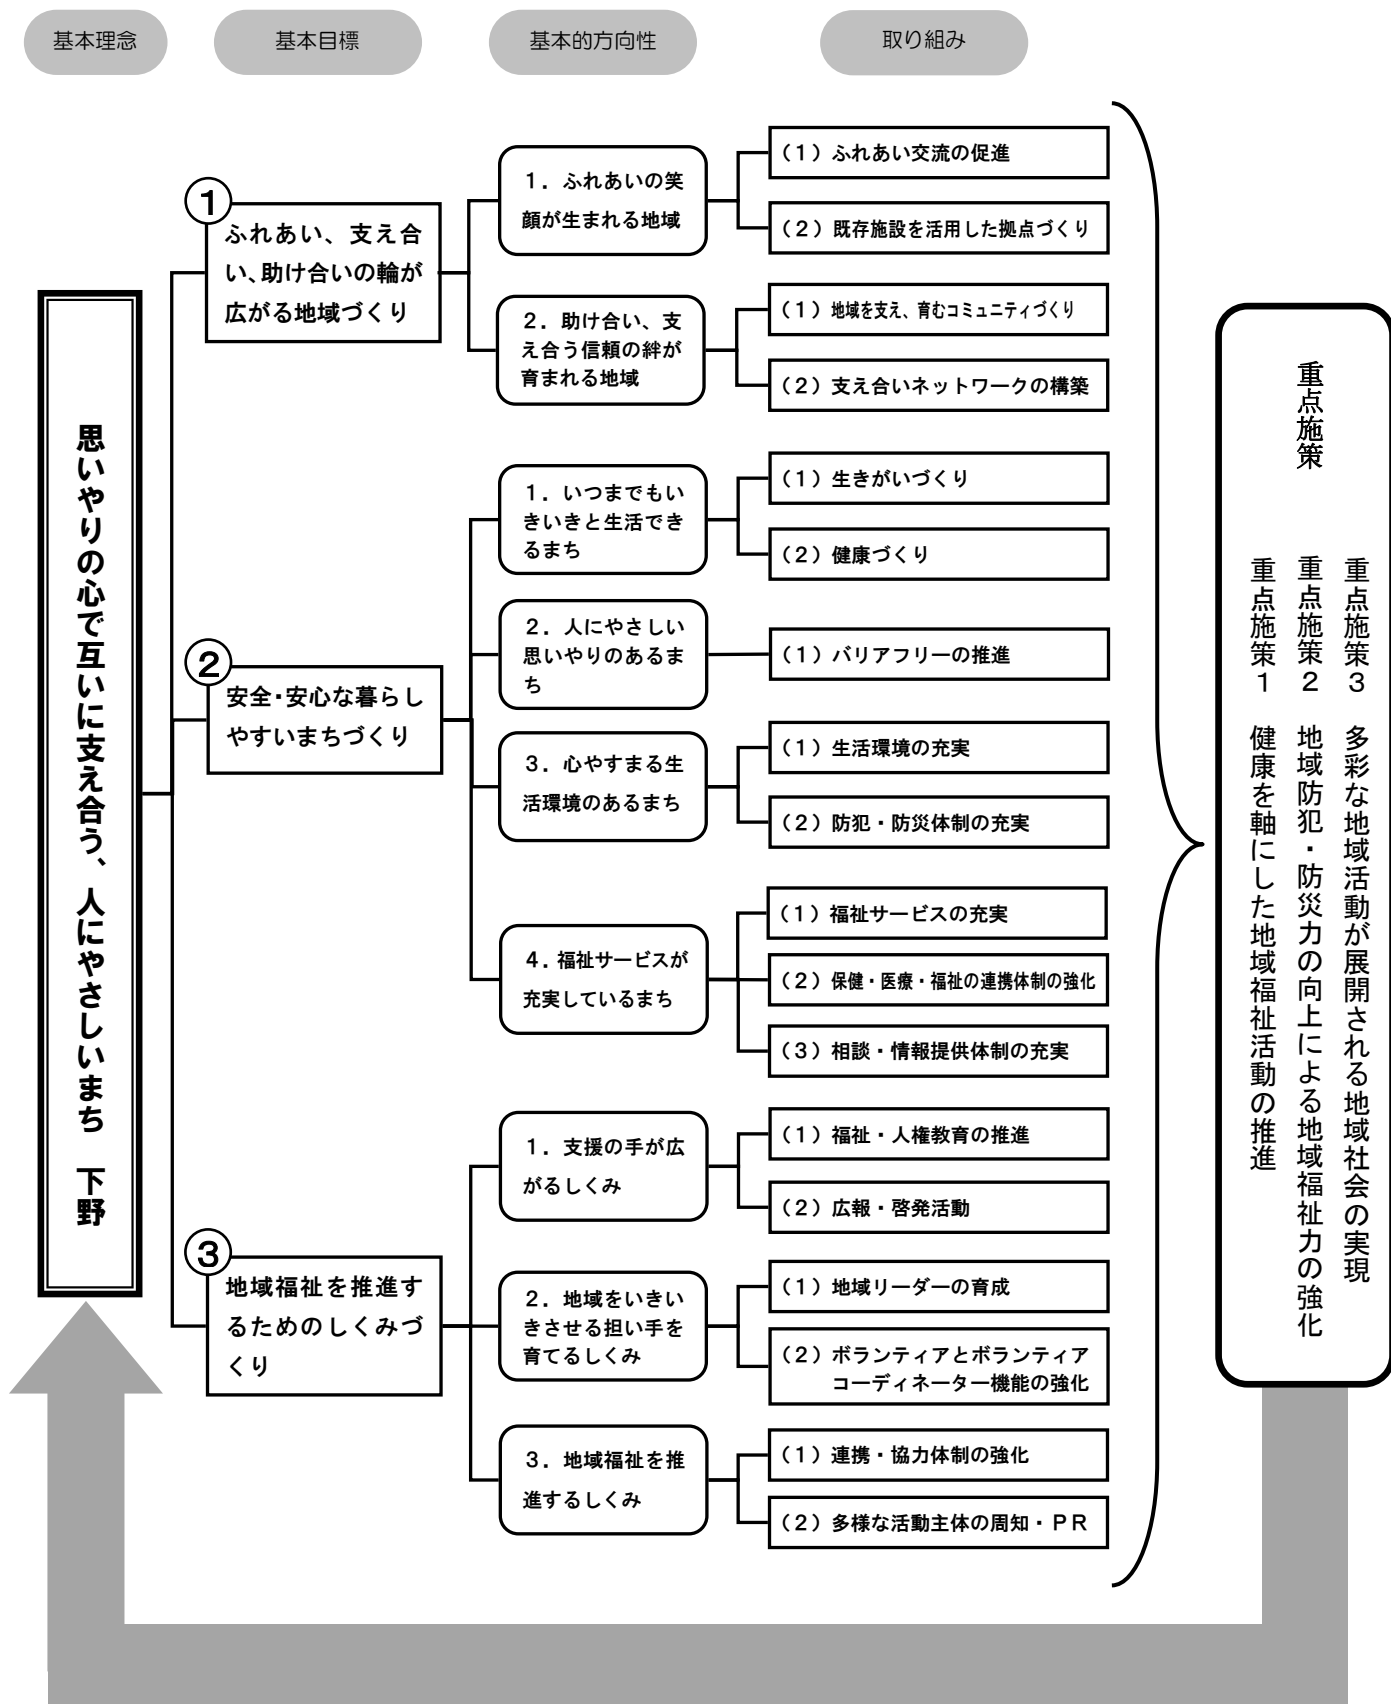 基本理念
基本目標
基本的方向性
取り組み
思いやりの心で互いに支え合う、人にやさしいまち　下野
①
ふれあい、支え合
い、助け合いの輪が
広がる地域づくり
1．ふれあいの笑
顔が生まれる地域
（1）ふれあい交流の促進
（2）既存施設を活用した拠点づくり
2．助け合い、支
え合う信頼の絆が
育まれる地域
（1）地域を支え、育むコミュニティづくり
（2）支え合いネットワークの構築
②
安全・安心な暮らし
やすいまちづくり
1．いつまでもい
きいきと生活でき
るまち
（1）生きがいづくり
（2）健康づくり
2．人にやさしい
思いやりのあるま
ち
（1）バリアフリーの推進
3．心やすまる生
活環境のあるまち
（1）生活環境の充実
（2）防犯・防災体制の充実
4．福祉サービスが
充実しているまち
（1）福祉サービスの充実
（2）保健・医療・福祉の連携体制の強化
（3）相談・情報提供体制の充実
③
地域福祉を推進す
るためのしくみづ
くり
1．支援の手が広
がるしくみ
（1）福祉・人権教育の推進
（2）広報・啓発活動
2．地域をいきい
きさせる担い手を
育てるしくみ
（1）地域リーダーの育成
（2）ボランティアとボランティア
コーディネーター機能の強化
3．地域福祉を推
進するしくみ
（1）連携・協力体制の強化
（2）多様な活動主体の周知・ＰＲ
重点施策
重点施策3　多彩な地域活動が展開される地域社会の実現
重点施策2　地域防犯・防災力の向上による地域福祉力の強化
重点施策1　健康を軸にした地域福祉活動の推進